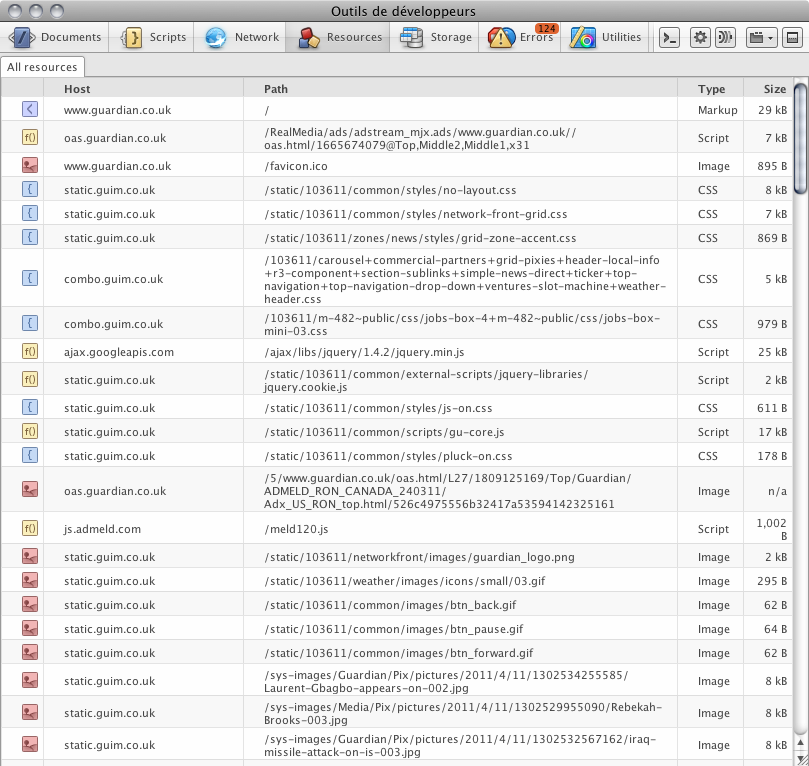 Outils de développeurs
Documents Scripts Network Resources Storage Errors 124 Utilities
All resources
Host Path Type Size
www.guardian.co.uk / Markup 29 kB
oas.guardian.co.uk /RealMedia/ads/adstream_mjx.ads/www.guardian.co.uk//
oas.html/1665674079@Top,Middle2,Middle1,x31 Script 7 kB
www.guardian.co.uk /favicon.ico Image 895 B
static.guim.co.uk /static/103611/common/styles/no-layout.css CSS 8 kB
static.guim.co.uk /static/103611/common/styles/network-front-grid.css CSS 7 kB
static.guim.co.uk /static/103611/zones/news/styles/grid-zone-accent.css CSS 869 B
combo.guim.co.uk /103611/carousel+commercial-partners+grid-pixies+header-local-info
+r3-component+section-sublinks+simple-news-direct+ticker+top-
navigation+top-navigation-drop-down+ventures-slot-machine+weather-
header.css CSS 5 kB
combo.guim.co.uk /103611/m-482~public/css/jobs-box-4+m-482~public/css/jobs-box-
mini-03.css CSS 979 B
ajax.googleapis.com /ajax/libs/jquery/1.4.2/jquery.min.js Script 25 kB
static.guim.co.uk /static/103611/common/external-scripts/jquery-libraries/
jquery.cookie.js Script 2 kB
static.guim.co.uk /static/103611/common/styles/js-on.css CSS 611 B
static.guim.co.uk /static/103611/common/scripts/gu-core.js Script 17 kB
static.guim.co.uk /static/103611/common/styles/pluck-on.css CSS 178 B
oas.guardian.co.uk /5/www.guardian.co.uk/oas.html/L27/1809125169/Top/Guardian/
ADMELD_RON_CANADA_240311/
Adx_US_RON_top.html/526c4975556b32417a53594142325161 Image n/a
js.admeld.com /meld120.js Script 1,002
B
static.guim.co.uk /static/103611/networkfront/images/guardian_logo.png Image 2 kB
static.guim.co.uk /static/103611/weather/images/icons/small/03.gif Image 295 B
static.guim.co.uk /static/103611/common/images/btn_back.gif Image 62 B
static.guim.co.uk /static/103611/common/images/btn_pause.gif Image 64 B
static.guim.co.uk /static/103611/common/images/btn_forward.gif Image 62 B
static.guim.co.uk /sys-images/Guardian/Pix/pictures/2011/4/11/1302534255585/
Laurent-Gbagbo-appears-on-002.jpg Image 8 kB
static.guim.co.uk /sys-images/Media/Pix/pictures/2011/4/11/1302529955090/Rebekah-
Brooks-003.jpg Image 8 kB
static.guim.co.uk /sys-images/Guardian/Pix/pictures/2011/4/11/1302532567162/iraq-
missile-attack-on-is-003.jpg Image 8 kB